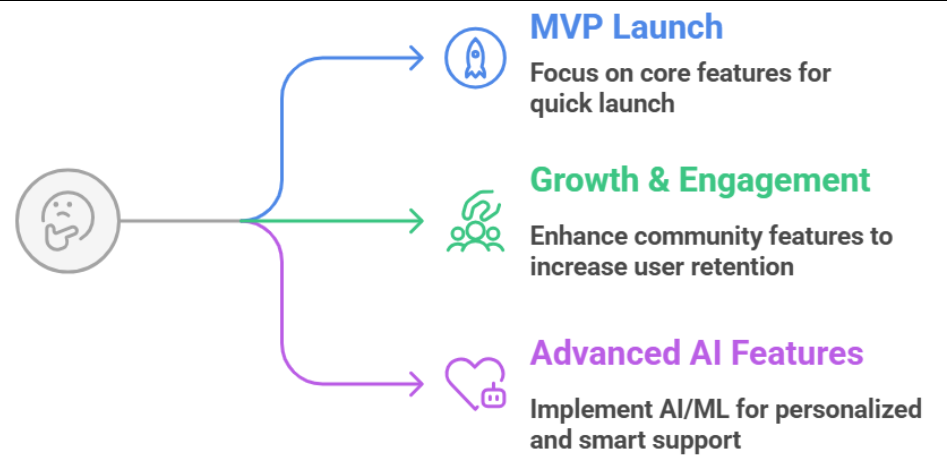 MVP Launch
Focus on core features for
quick launch
Growth & Engagement
Enhance community features to
increase user retention
Advanced AI Features
Implement AI/ML for personalized
and smart support